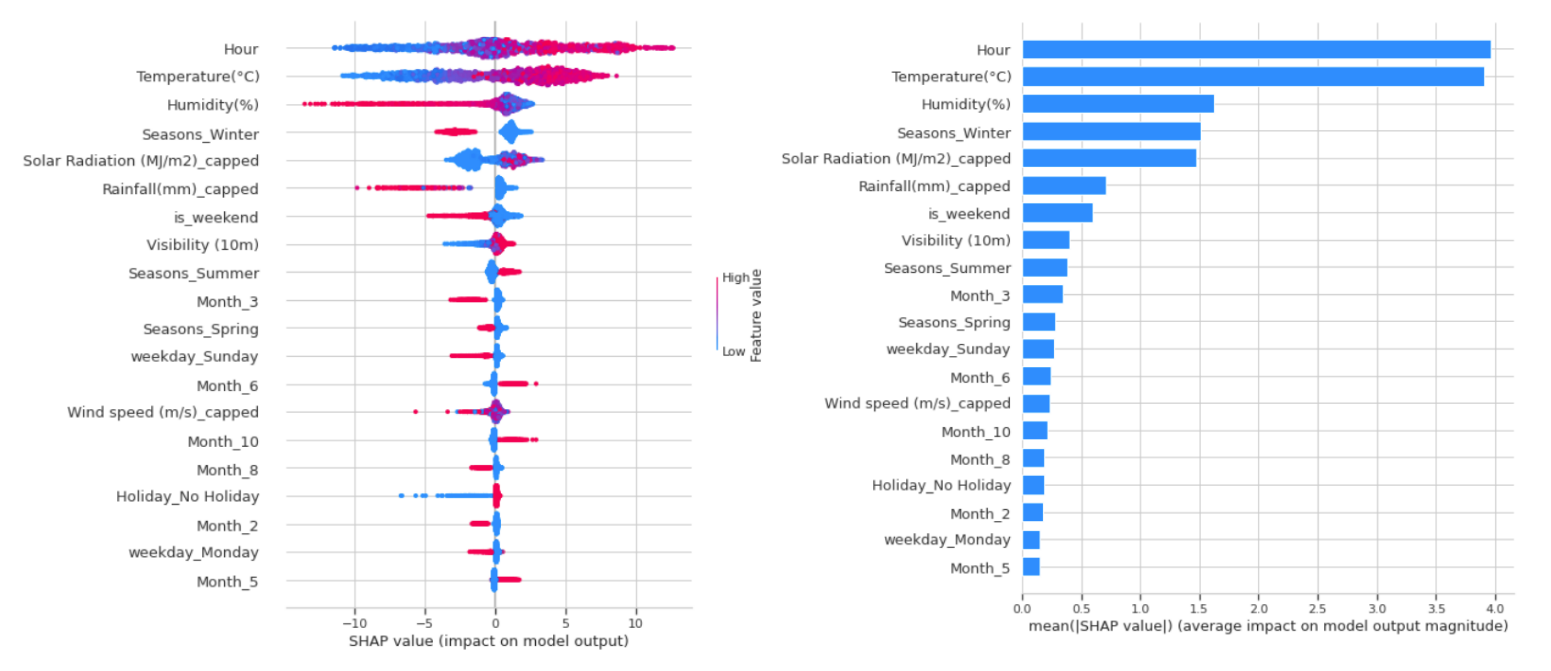 Hour
Temperature(°C)
Humidity(%)
Seasons_Winter
Solar Radiation (MJ/m2)_capped
Rainfall(mm)_capped
is_weekend
Visibility (10m)
Seasons_Summer
Month_3
Seasons_Spring
weekday_Sunday
Month_6
Wind speed (m/s)_capped
Month_10
Month_8
Holiday_No Holiday
Month_2
weekday_Monday
Month_5
−10 −5 0 5 10
SHAP value (impact on model output)
High
Low
Feature value
Hour
Temperature(°C)
Humidity(%)
Seasons_Winter
Solar Radiation (MJ/m2)_capped
Rainfall(mm)_capped
is_weekend
Visibility (10m)
Seasons_Summer
Month_3
Seasons_Spring
weekday_Sunday
Month_6
Wind speed (m/s)_capped
Month_10
Month_8
Holiday_No Holiday
Month_2
weekday_Monday
Month_5
0.0 0.5 1.0 1.5 2.0 2.5 3.0 3.5 4.0
mean(|SHAP value|) (average impact on model output magnitude)